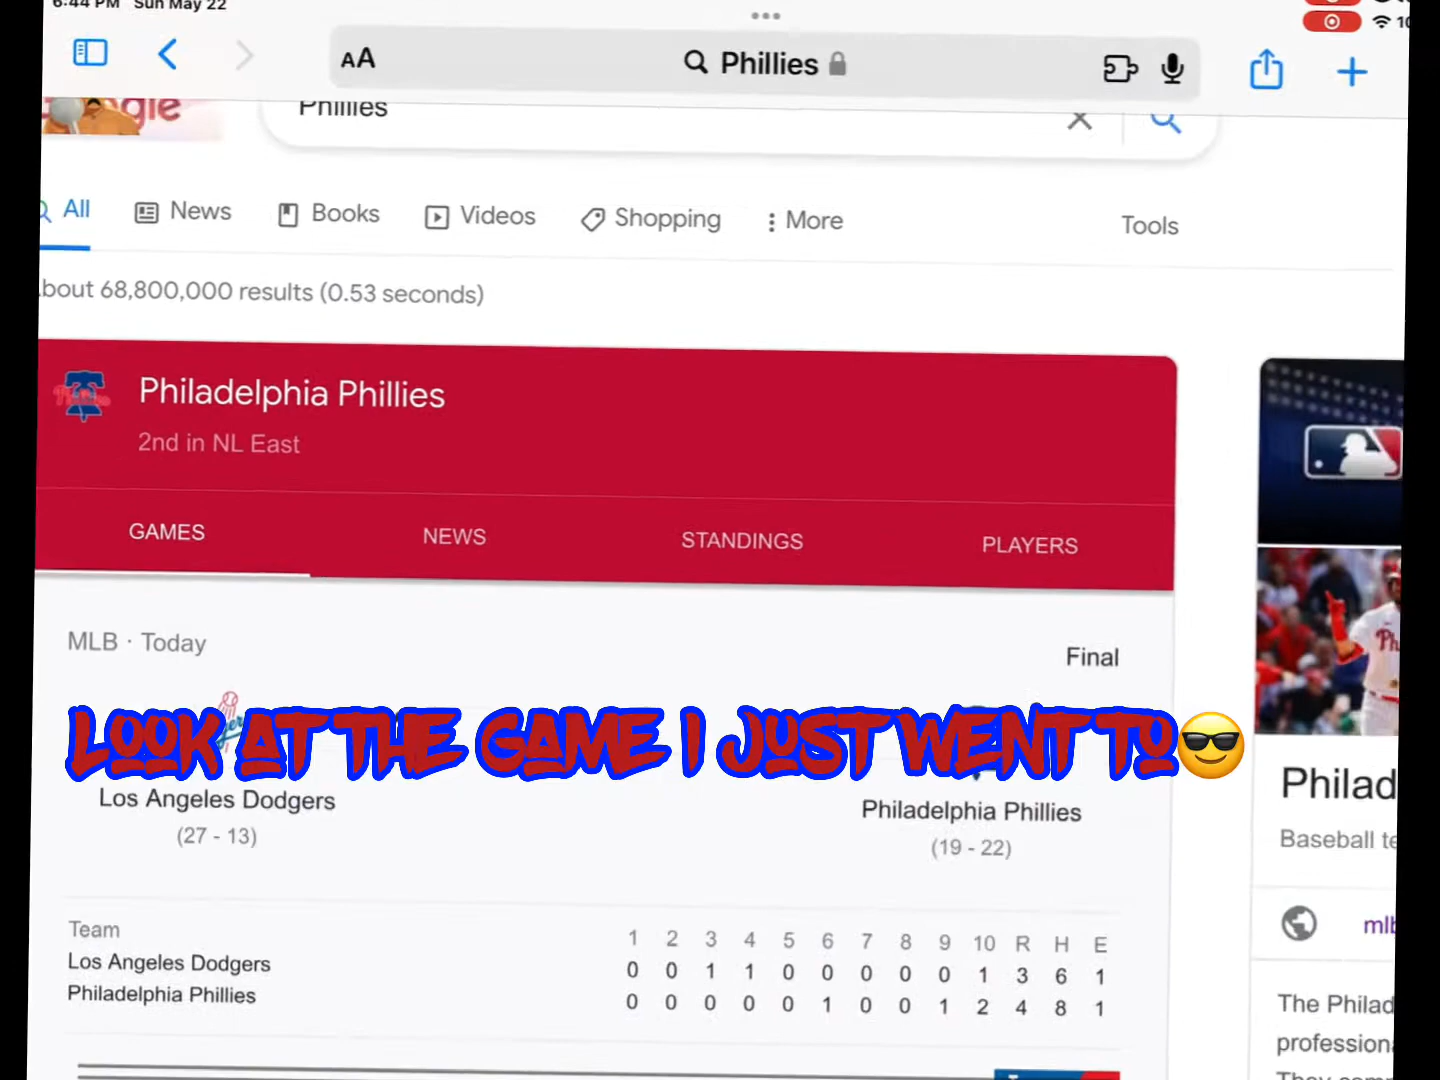 6:44 PM Sun May 22
AA Phillies
Phillies
All News Books Videos Shopping More Tools
bout 68,800,000 results (0.53 seconds)
Philadelphia Phillies
2nd in NL East
GAMES NEWS STANDINGS PLAYERS
MLB · Today
Final
LOOK AT THE GAME I JUST WENT TO😎
Los Angeles Dodgers
(27 - 13)
Philadelphia Phillies
(19 - 22)
Team 1 2 3 4 5 6 7 8 9 10 R H E
Los Angeles Dodgers 0 0 1 1 0 0 0 0 0 1 3 6 1
Philadelphia Phillies 0 0 0 0 0 1 0 0 1 2 4 8 1
Philad
Baseball te
mlb
The Philad
profession